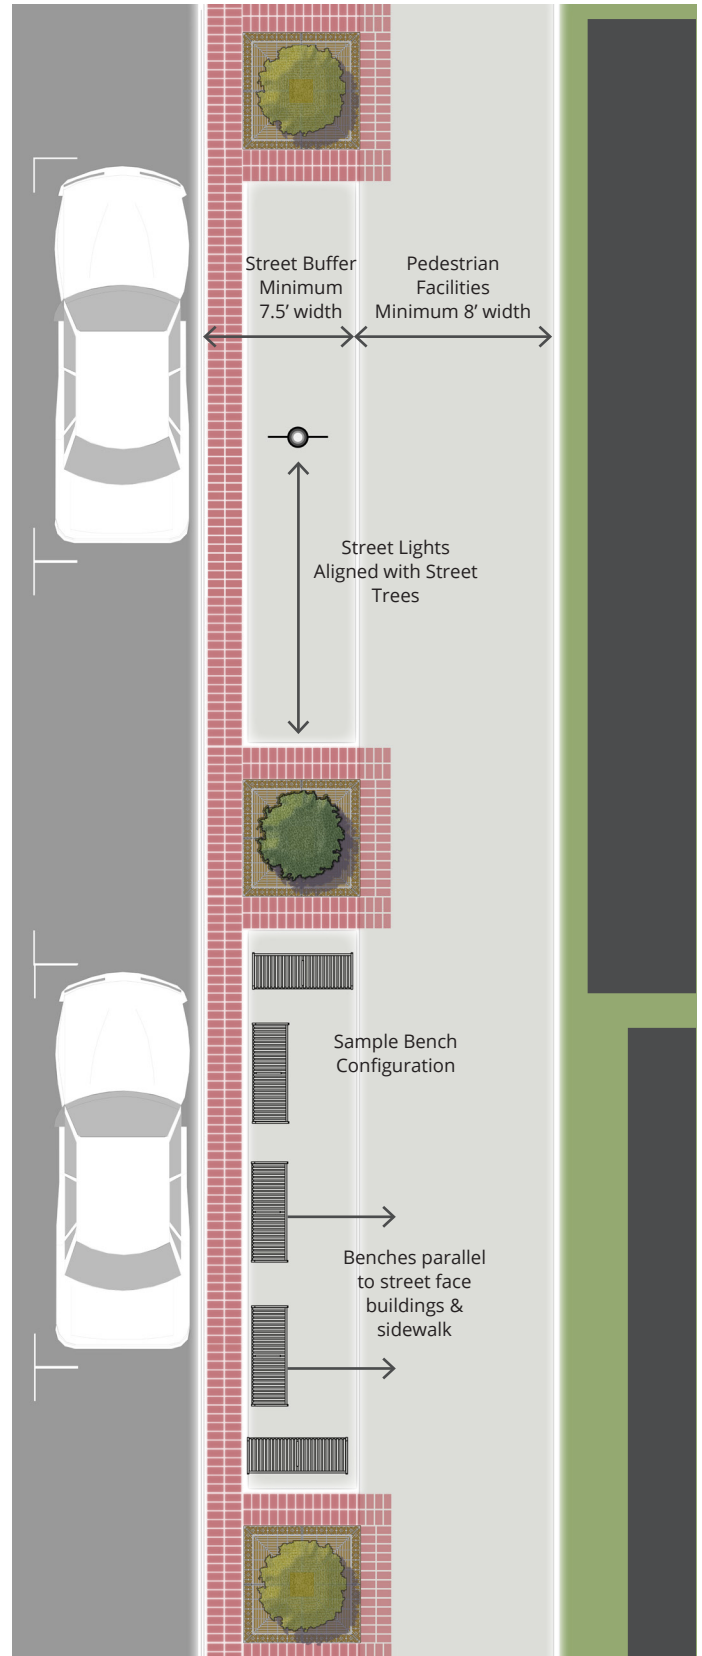 Street Buffer
Minimum
7.5’ width
Pedestrian
Facilities
Minimum 8’ width
Street Lights
Aligned with Street
Trees
Sample Bench
Configuration
Benches parallel
to street face
buildings &
sidewalk